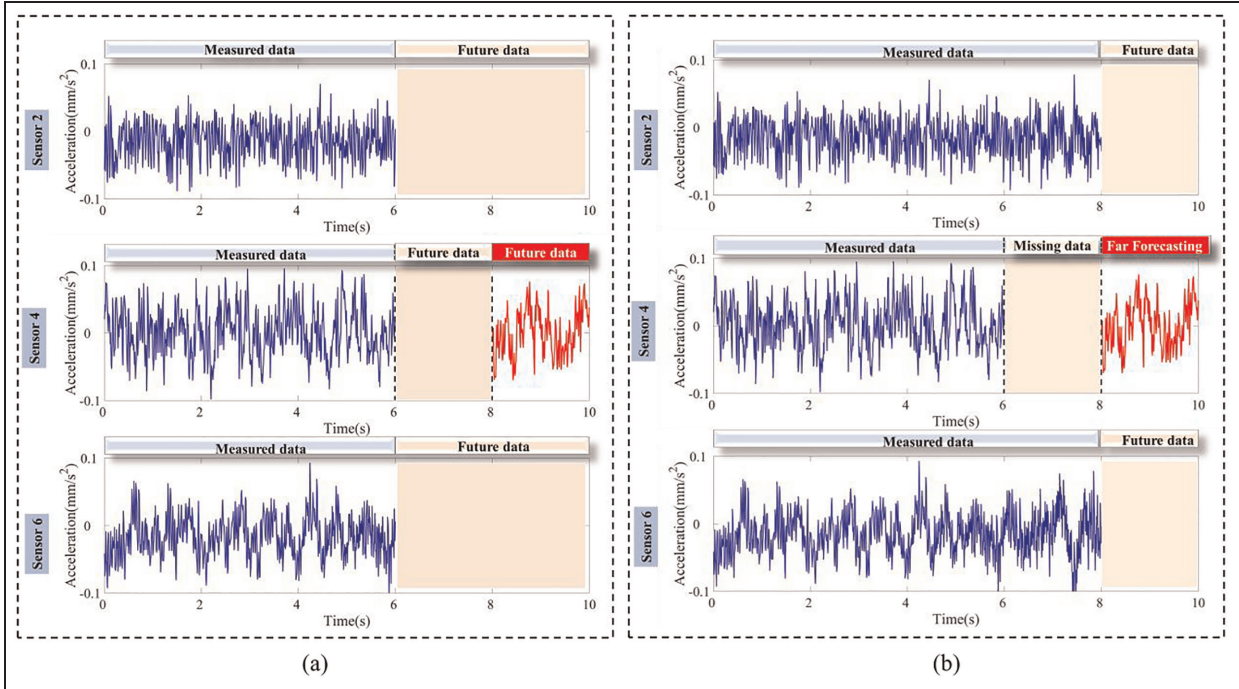 Measured data Future data
Sensor 2
Acceleration(mm/s²)
0.1
0
-0.1
0 2 4 6 8 10
Time(s)
Measured data Future data Future data
Sensor 4
Acceleration(mm/s²)
0.1
0
-0.1
0 2 4 6 8 10
Time(s)
Measured data Future data
Sensor 6
Acceleration(mm/s²)
0.1
0
-0.1
0 2 4 6 8 10
Time(s)
(a)
Measured data Future data
Sensor 2
Acceleration(mm/s²)
0.1
0
-0.1
0 2 4 6 8 10
Time(s)
Measured data Missing data Far Forecasting
Sensor 4
Acceleration(mm/s²)
0.1
0
-0.1
0 2 4 6 8 10
Time(s)
Measured data Future data
Sensor 6
Acceleration(mm/s²)
0.1
0
-0.1
0 2 4 6 8 10
Time(s)
(b)